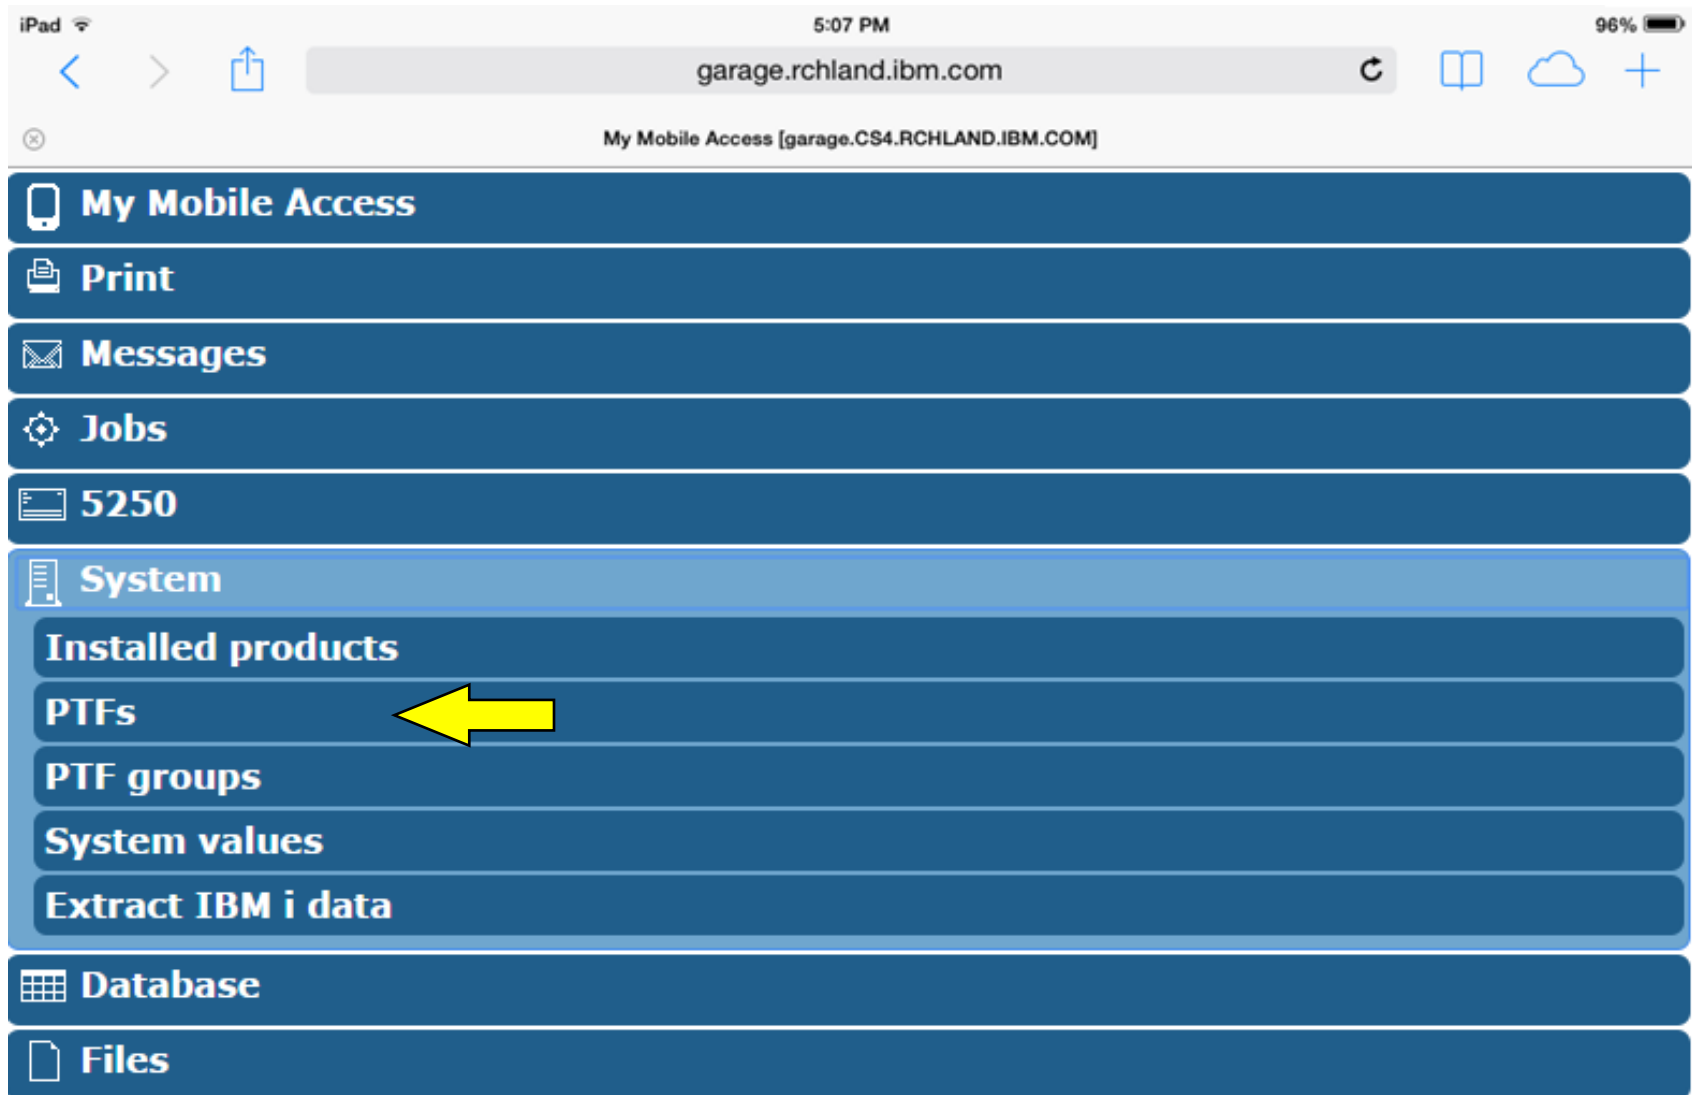 iPad 5:07 PM 96%
garage.rchland.ibm.com
My Mobile Access [garage.CS4.RCHLAND.IBM.COM]
My Mobile Access
Print
Messages
Jobs
5250
System
Installed products
PTFs
PTF groups
System values
Extract IBM i data
Database
Files